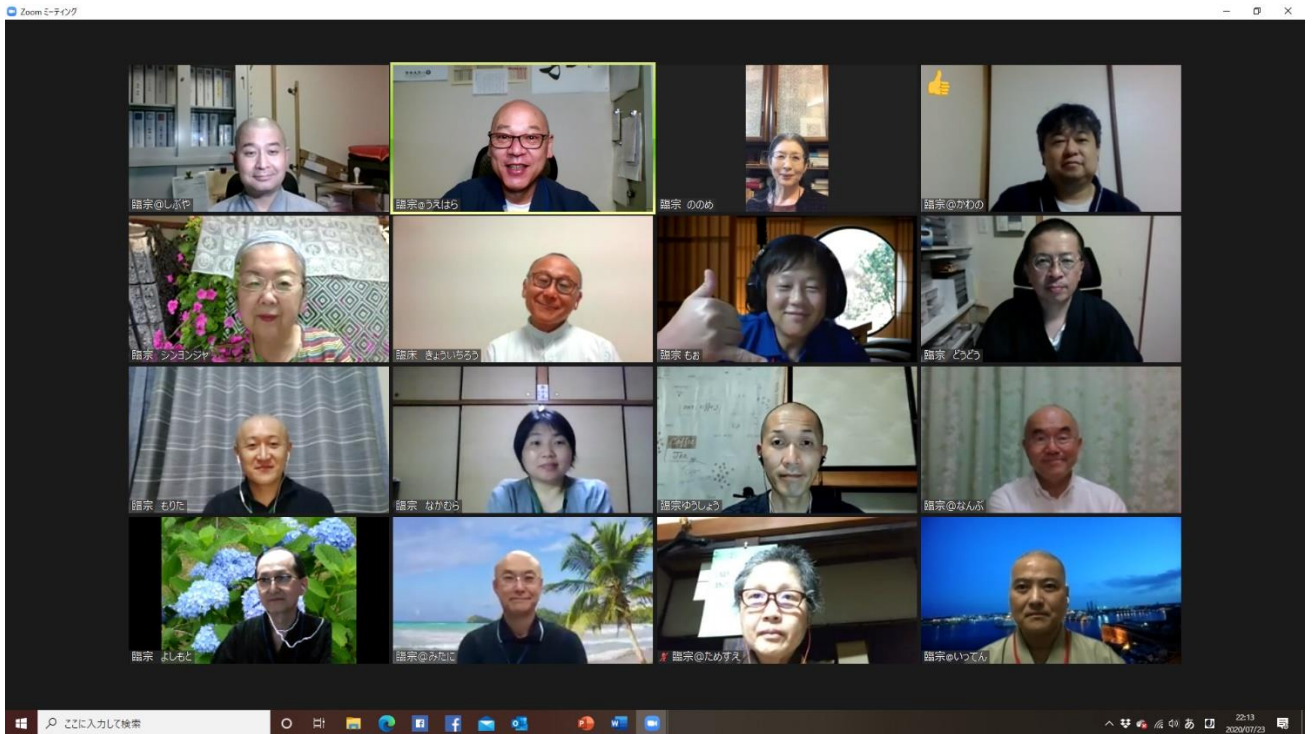 Zoom ミーティング
臨宗@しぶや
臨宗@うえはら
臨宗 ののめ
臨宗@かわの
臨宗 シンヨンジャ
臨床 きょういちろう
臨宗 もぉ
臨宗 どうどう
臨宗 もりた
臨宗 なかむら
臨宗ゆうしょう
臨宗@なんぶ
臨宗 よしもと
臨宗@みたに
臨宗@ためすえ
臨宗@いってん
ここに入力して検索
あ
22:13
2020/07/23